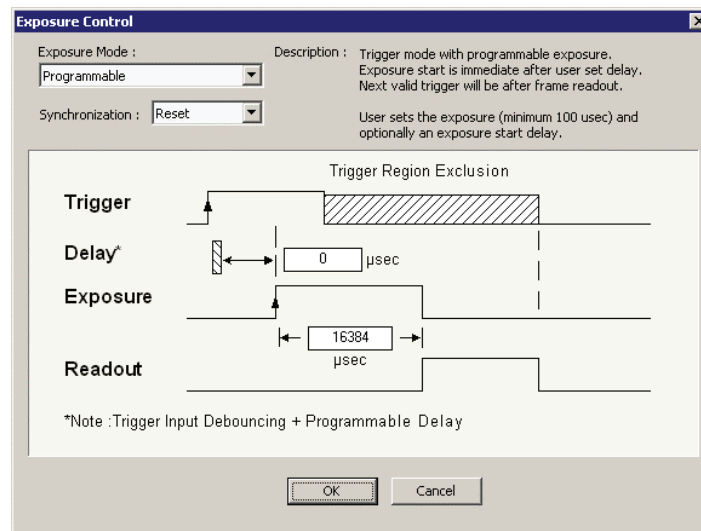 Exposure Control
Exposure Mode :
Programmable
Synchronization : Reset
Description : Trigger mode with programmable exposure.
Exposure start is immediate after user set delay.
Next valid trigger will be after frame readout.
User sets the exposure (minimum 100 usec) and
optionally an exposure start delay.
Trigger Region Exclusion
Trigger
Delay*
0 µsec
Exposure
16384
µsec
Readout
*Note :Trigger Input Debouncing + Programmable Delay
OK
Cancel